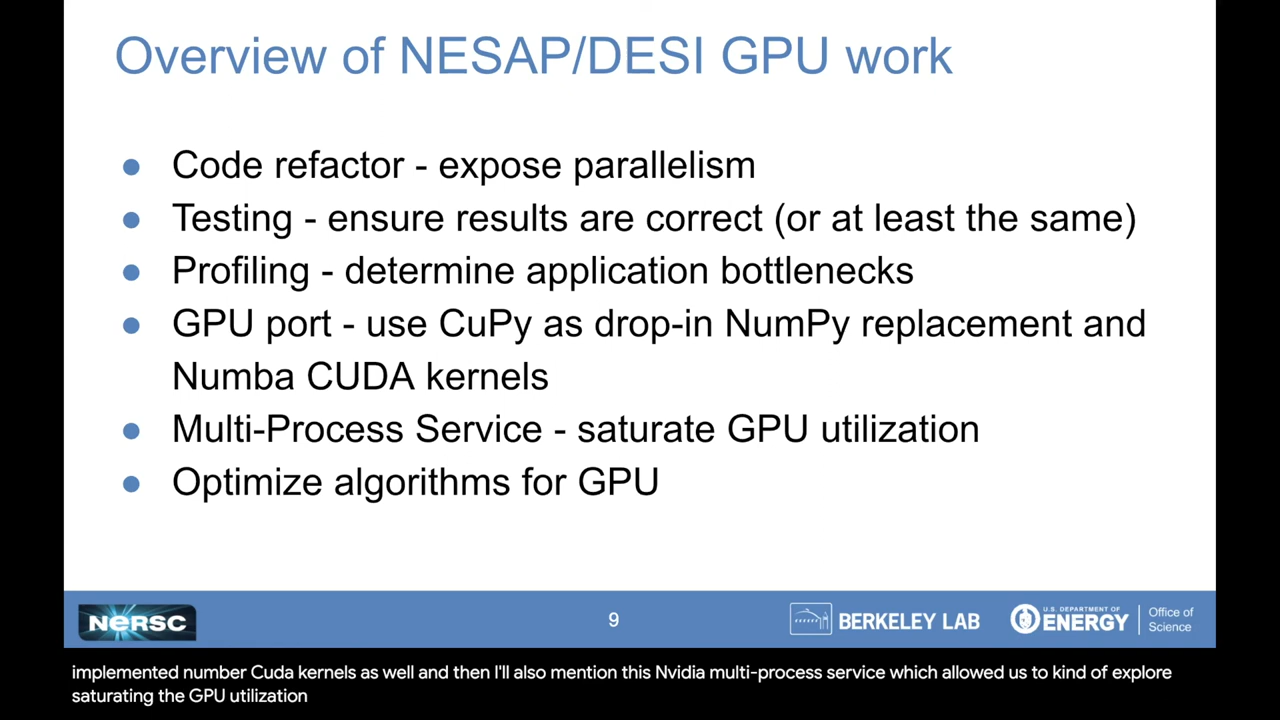 Overview of NESAP/DESI GPU work
● Code refactor - expose parallelism
● Testing - ensure results are correct (or at least the same)
● Profiling - determine application bottlenecks
● GPU port - use CuPy as drop-in NumPy replacement and
Numba CUDA kernels
● Multi-Process Service - saturate GPU utilization
● Optimize algorithms for GPU
NERSC
9
BERKELEY LAB
U.S. DEPARTMENT OF
ENERGY
Office of
Science
implemented number Cuda kernels as well and then I'll also mention this Nvidia multi-process service which allowed us to kind of explore
saturating the GPU utilization